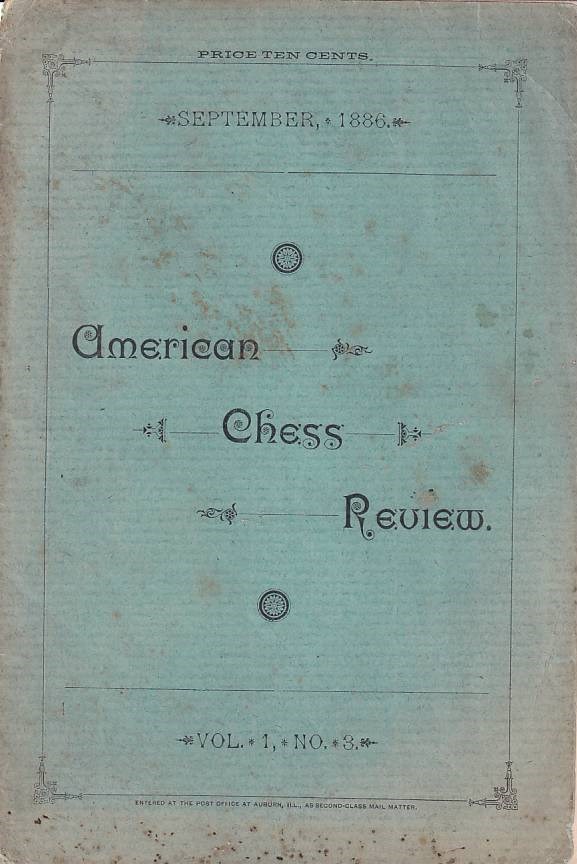 PRICE TEN CENTS.
SEPTEMBER, * 1886.
American
Chess
Review.
VOL. * 1, * NO. * 3.
ENTERED AT THE POST OFFICE AT AUBURN, ILL., AS SECOND-CLASS MAIL MATTER.